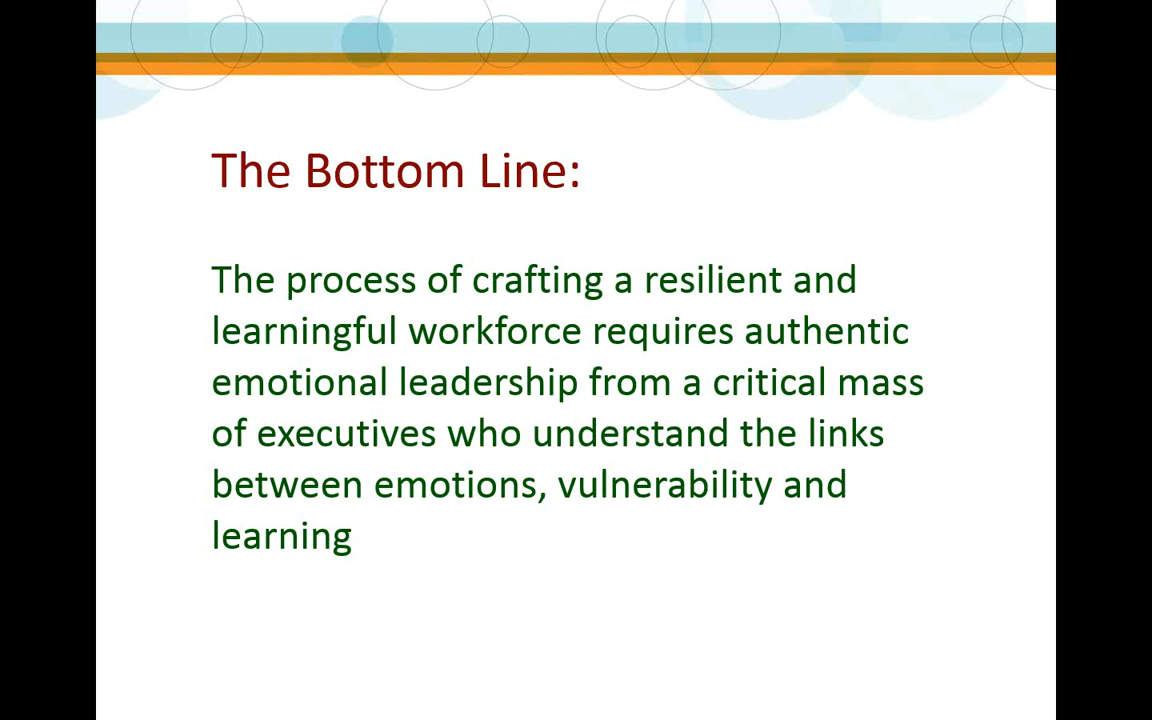 The Bottom Line:
The process of crafting a resilient and
learningful workforce requires authentic
emotional leadership from a critical mass
of executives who understand the links
between emotions, vulnerability and
learning